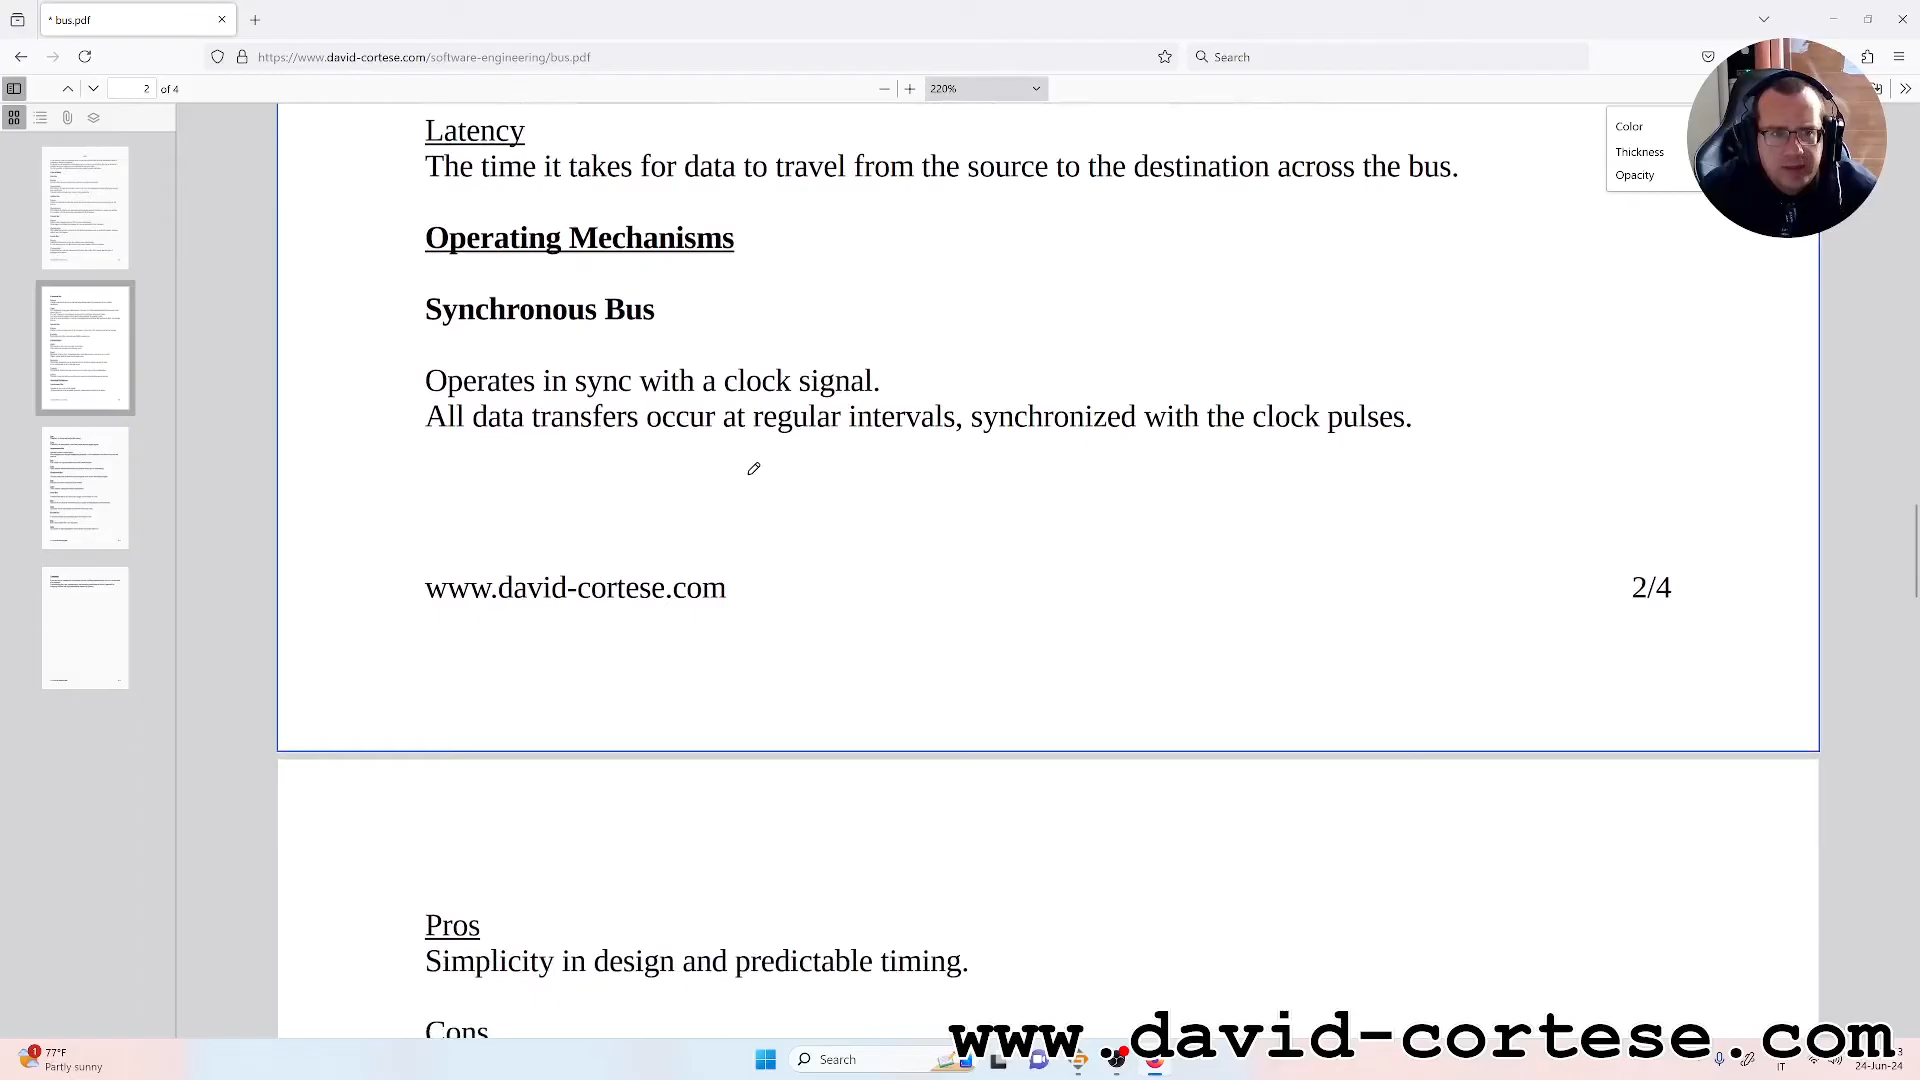 * bus.pdf
https://www.david-cortese.com/software-engineering/bus.pdf
Search
2 of 4
220%
Color
Thickness
Opacity
Latency
The time it takes for data to travel from the source to the destination across the bus.
Operating Mechanisms
Synchronous Bus
Operates in sync with a clock signal.
All data transfers occur at regular intervals, synchronized with the clock pulses.
www.david-cortese.com
2/4
Pros
Simplicity in design and predictable timing.
Cons
www.david-cortese.com
1
77°F
Partly sunny
Search
IT
24-Jun-24